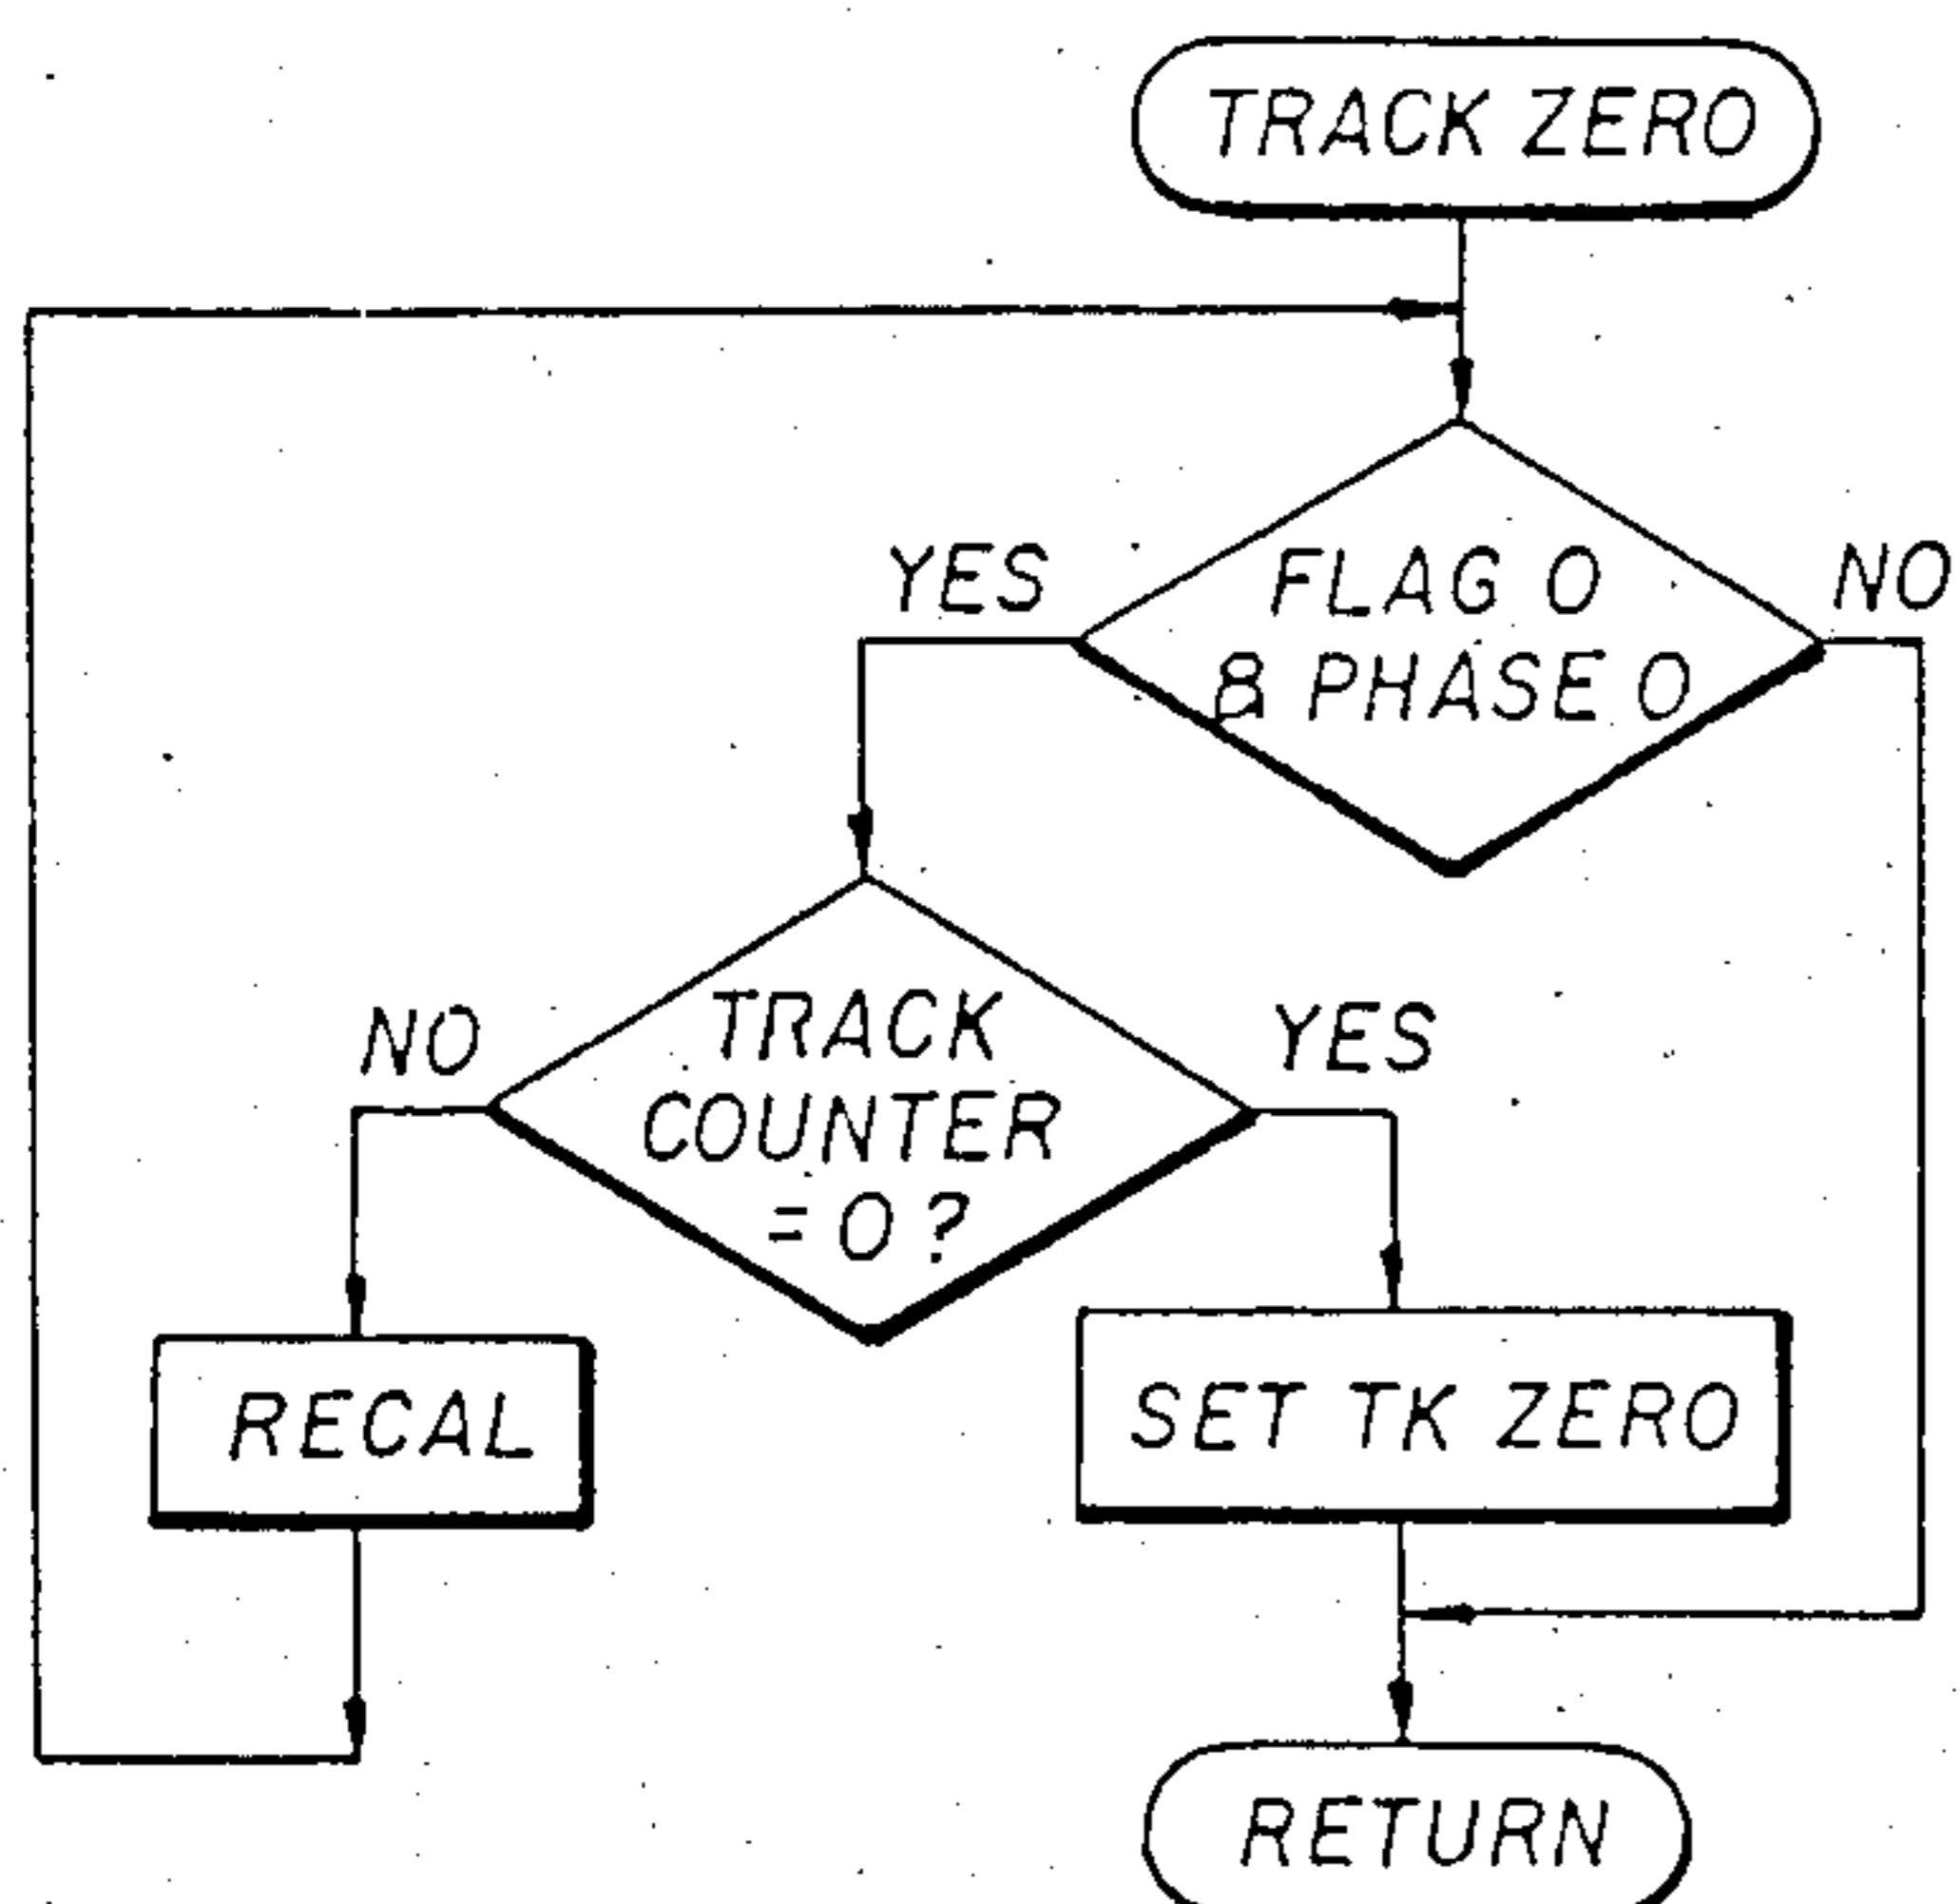 TRACK ZERO
YES
FLAG 0
& PHASE 0
NO
NO
TRACK
COUNTER
= 0 ?
YES
RECAL
SET TK ZERO
RETURN